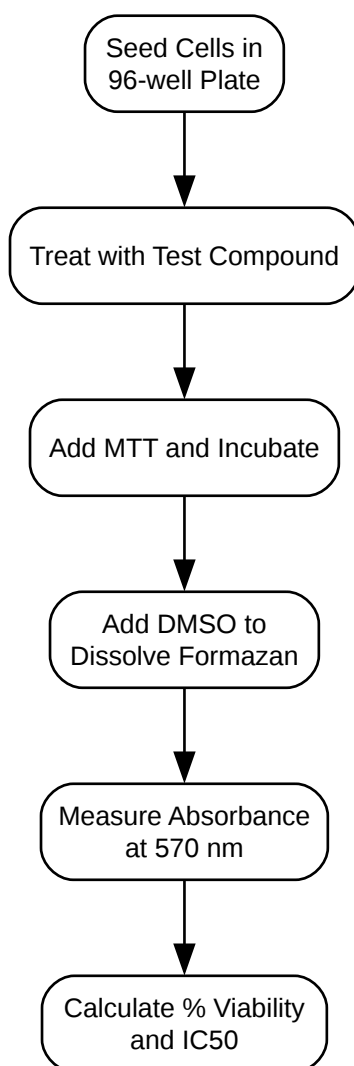 Seed Cells in
96-well Plate
Treat with Test Compound
Add MTT and Incubate
Add DMSO to
Dissolve Formazan
Measure Absorbance
at 570 nm
Calculate % Viability
and IC50